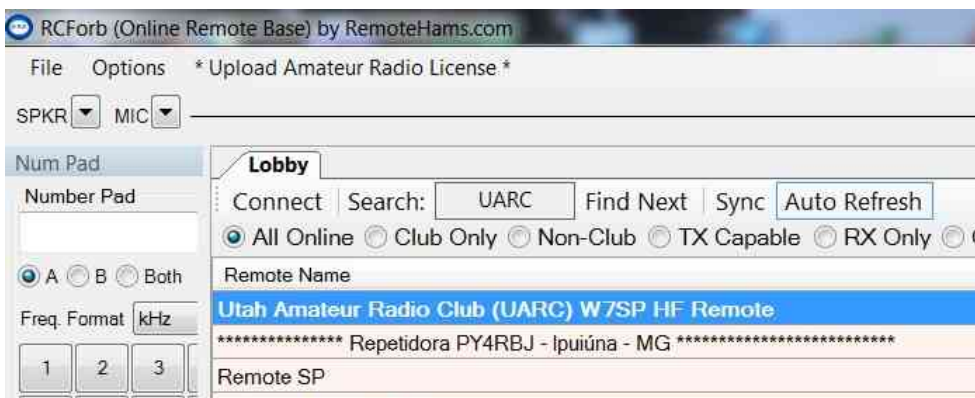 RCForb (Online Remote Base) by RemoteHams.com
File Options * Upload Amateur Radio License *
SPKR MIC
Num Pad
Number Pad
A B Both
Freq. Format kHz
1 2 3
Lobby
Connect Search: UARC Find Next Sync Auto Refresh
All Online Club Only Non-Club TX Capable RX Only
Remote Name
Utah Amateur Radio Club (UARC) W7SP HF Remote
*************** Repetidora PY4RBJ - Ipuiúna - MG **************************
Remote SP